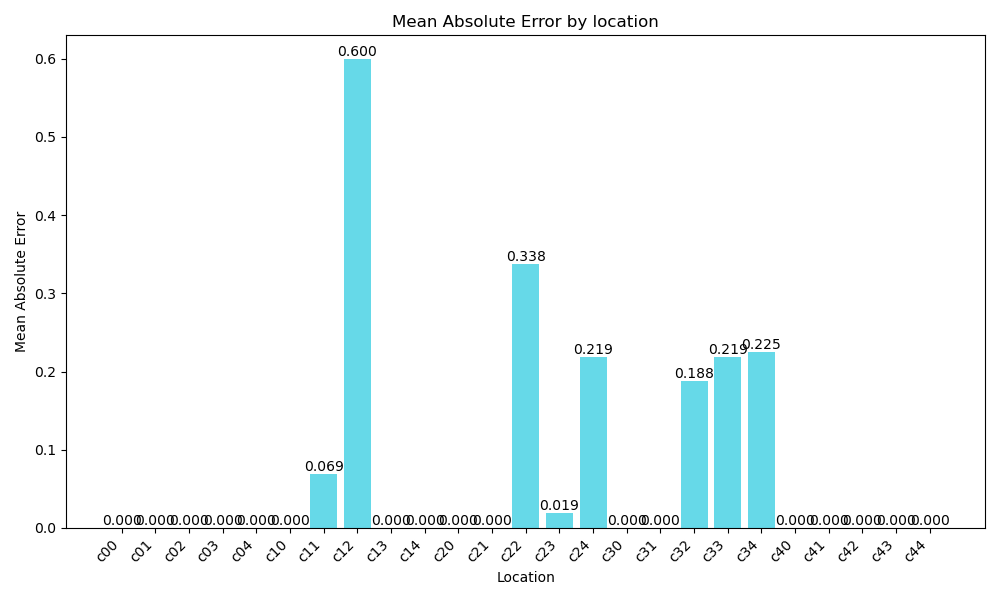 Mean Absolute Error by location
Mean Absolute Error
0.6
0.5
0.4
0.3
0.2
0.1
0.0
0.000 0.000 0.000 0.000 0.000 0.000 0.069 0.600 0.000 0.000 0.000 0.000 0.338 0.019 0.219 0.000 0.000 0.188 0.219 0.225 0.000 0.000 0.000 0.000 0.000
c00 c01 c02 c03 c04 c10 c11 c12 c13 c14 c20 c21 c22 c23 c24 c30 c31 c32 c33 c34 c40 c41 c42 c43 c44
Location